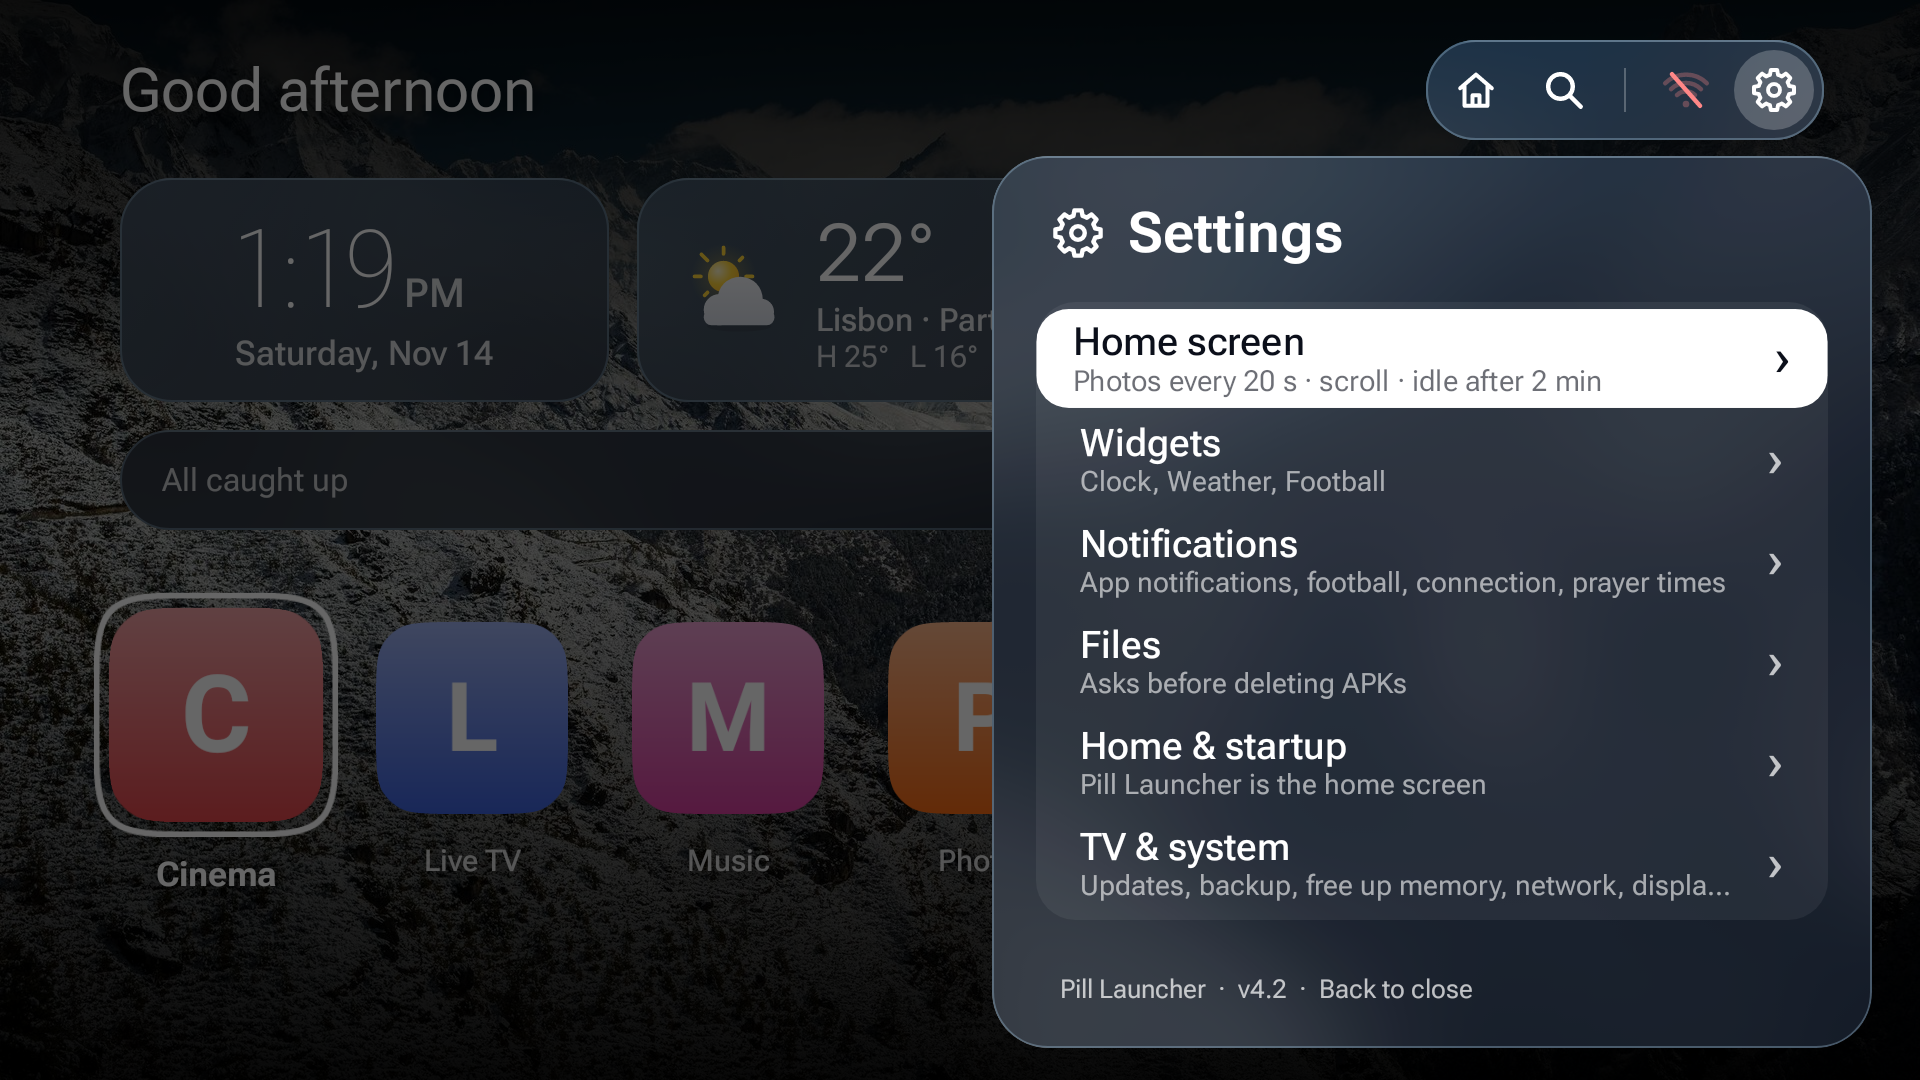 Good afternoon
1:19 PM
Saturday, Nov 14
22°
Lisbon · Part
H 25° L 16°
All caught up
C
L
M
P
Cinema
Live TV
Music
Phot
Settings
Home screen
Photos every 20 s · scroll · idle after 2 min
Widgets
Clock, Weather, Football
Notifications
App notifications, football, connection, prayer times
Files
Asks before deleting APKs
Home & startup
Pill Launcher is the home screen
TV & system
Updates, backup, free up memory, network, displa...
Pill Launcher · v4.2 · Back to close